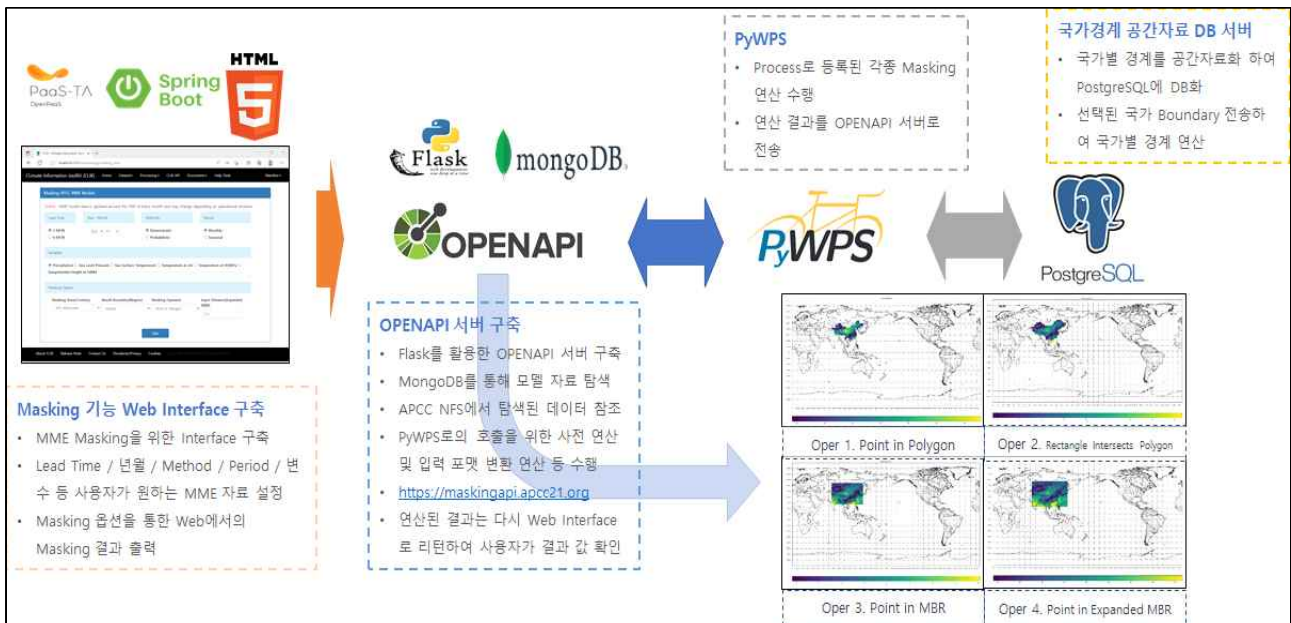 PaaS-TA
OpenPaaS
Spring
Boot
HTML
5
Masking 기능 Web Interface 구축
• MME Masking을 위한 Interface 구축
• Lead Time / 년월 / Method / Period / 변
수 등 사용자가 원하는 MME 자료 설정
• Masking 옵션을 통한 Web에서의
Masking 결과 출력
Flask
mongoDB
OPENAPI
OPENAPI 서버 구축
• Flask를 활용한 OPENAPI 서버 구축
• MongoDB를 통해 모델 자료 탐색
• APCC NFS에서 탐색된 데이터 참조
• PyWPS로의 호출을 위한 사전 연산
및 입력 포맷 변환 연산 등 수행
• https://maskingapi.apcc21.org
• 연산된 결과는 다시 Web Interface
로 리턴하여 사용자가 결과 값 확인
PyWPS
• Process로 등록된 각종 Masking
연산 수행
• 연산 결과를 OPENAPI 서버로
전송
PyWPS
국가경계 공간자료 DB 서버
• 국가별 경계를 공간자료화 하여
PostgreSQL에 DB화
• 선택된 국가 Boundary 전송하
여 국가별 경계 연산
PostgreSQL
Oper 1. Point in Polygon
Oper 2. Rectangle Intersects Polygon
Oper 3. Point in MBR
Oper 4. Point in Expanded MBR